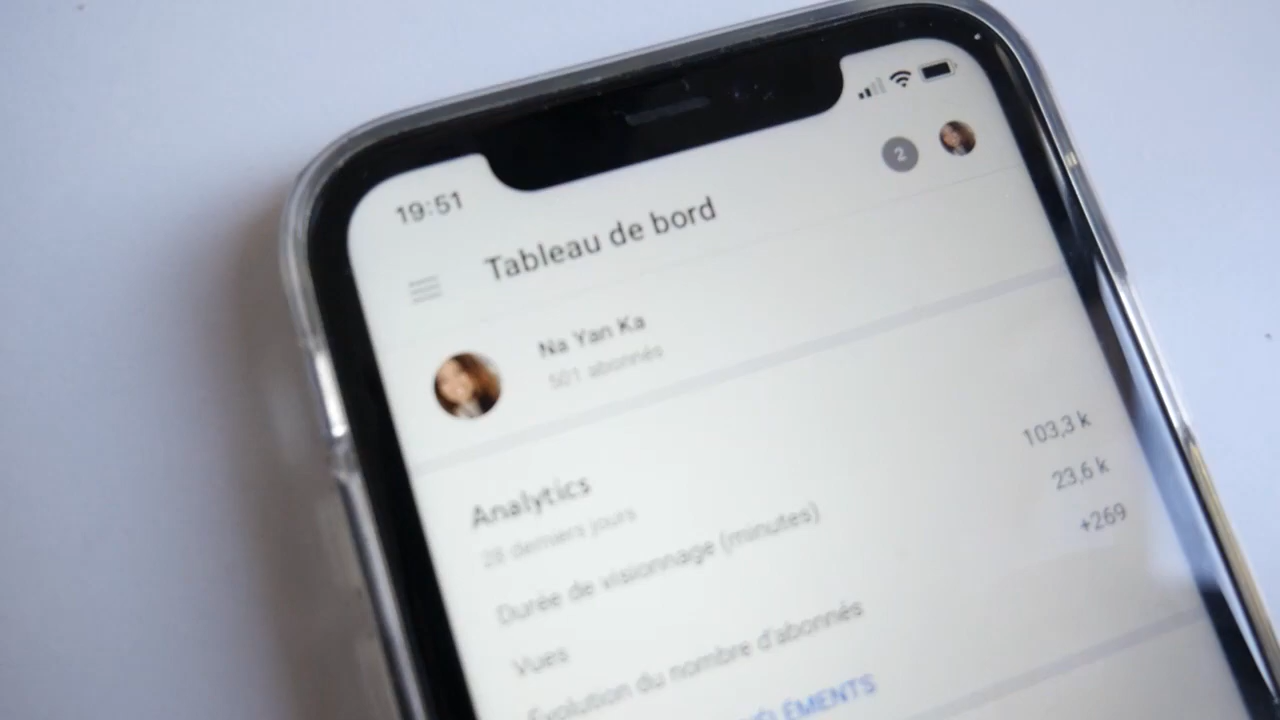 19:51
2
Tableau de bord
Na Yan Ka
501 abonnés
Analytics
28 derniers jours
Durée de visionnage (minutes) 103,3 k
Vues 23,6 k
Évolution du nombre d'abonnés +269